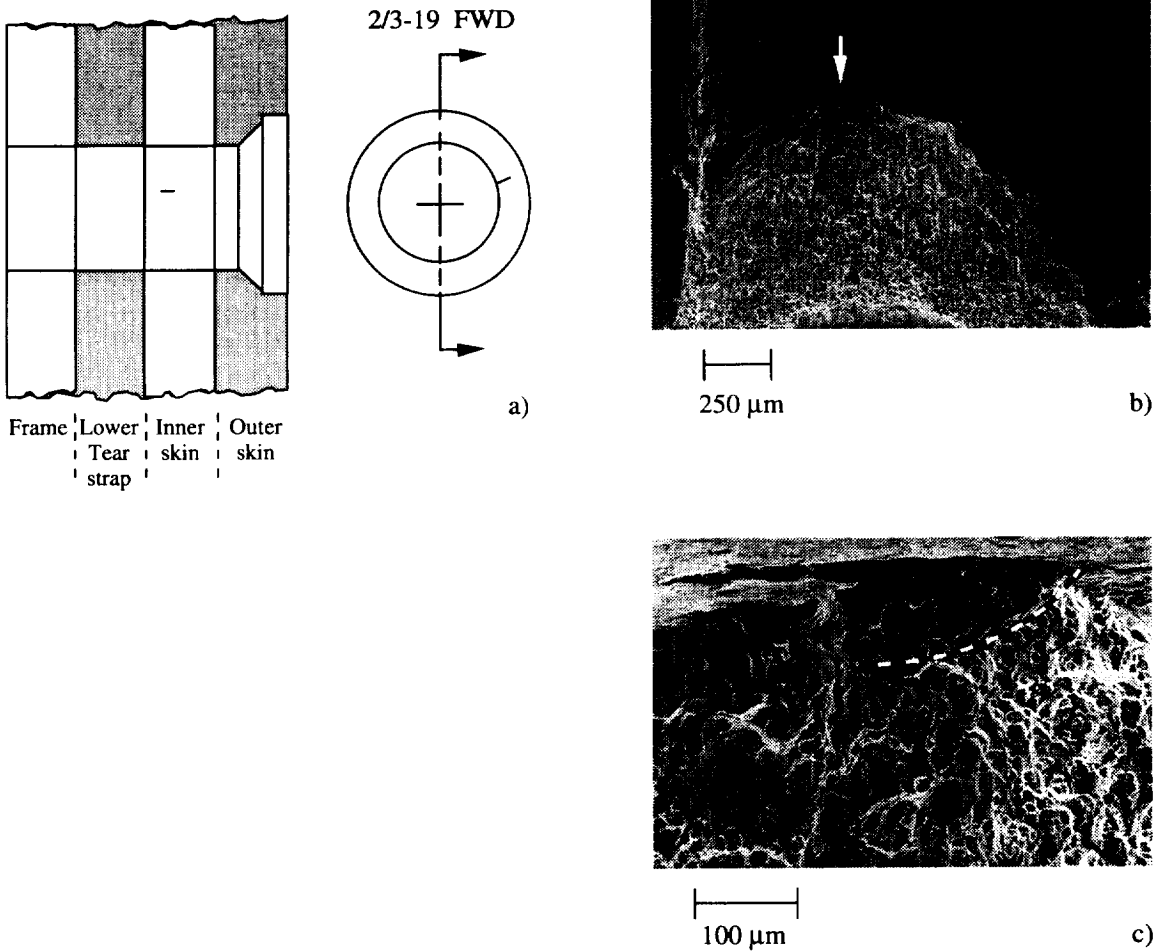 2/3-19 FWD
a)
Frame
Lower
Tear
strap
Inner
skin
Outer
skin
250 μm
b)
100 μm
c)